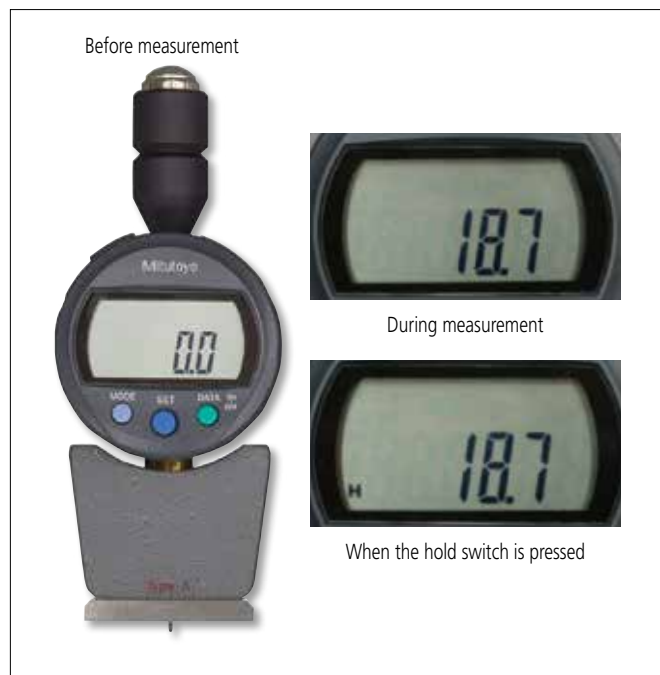 Before measurement
Mitutoyo
0.0
MODE
SET
DATA
Type A
18.7
During measurement
H
18.7
When the hold switch is pressed